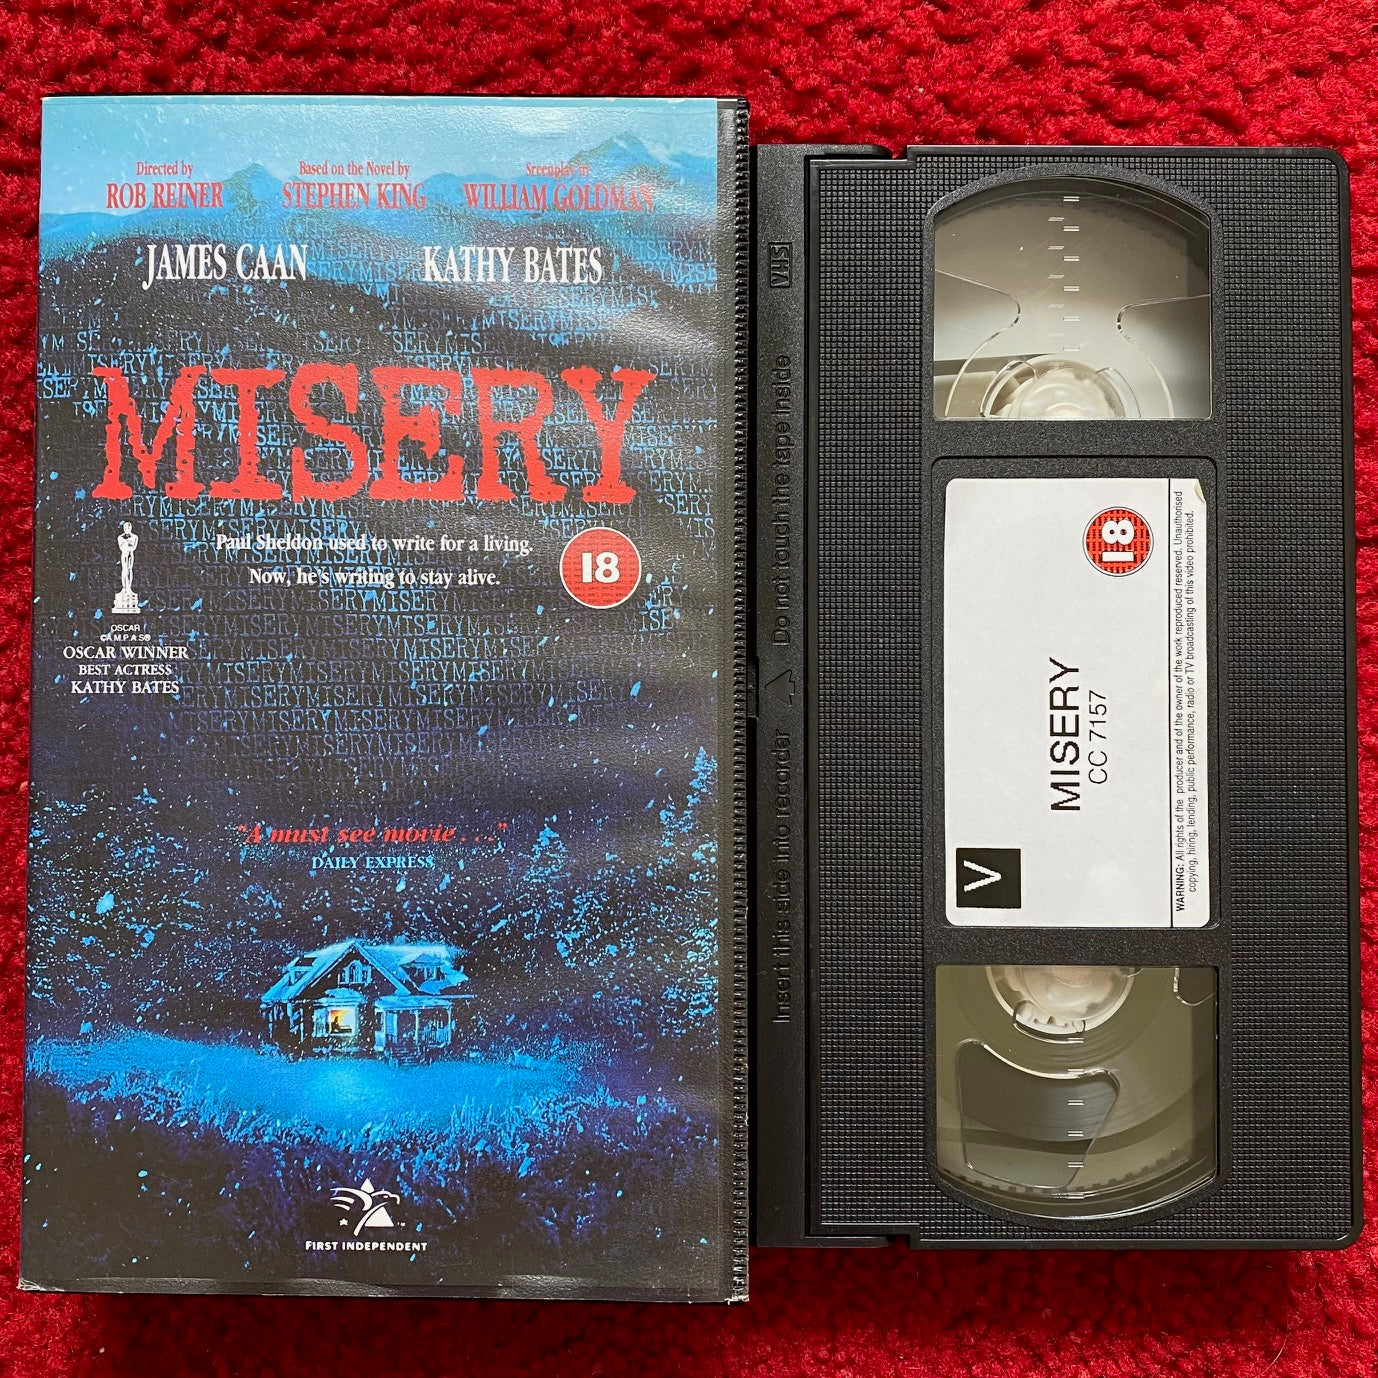 Directed by
ROB REINER
Based on the Novel by
STEPHEN KING
Screenplay by
WILLIAM GOLDMAN
JAMES CAAN
KATHY BATES
MISERY
Paul Sheldon used to write for a living.
Now, he's writing to stay alive.
18
OSCAR
©A.M.P.A.S®
OSCAR WINNER
BEST ACTRESS
KATHY BATES
"A must see movie . . ."
DAILY EXPRESS
FIRST INDEPENDENT
VHS
Insert this side into recorder
Do not touch the tape inside
18
MISERY
CC 7157
V
WARNING: All rights of the producer and of the owner of the work reproduced reserved. Unauthorised
copying, hiring, lending, public performance, radio or TV broadcasting of this video prohibited.